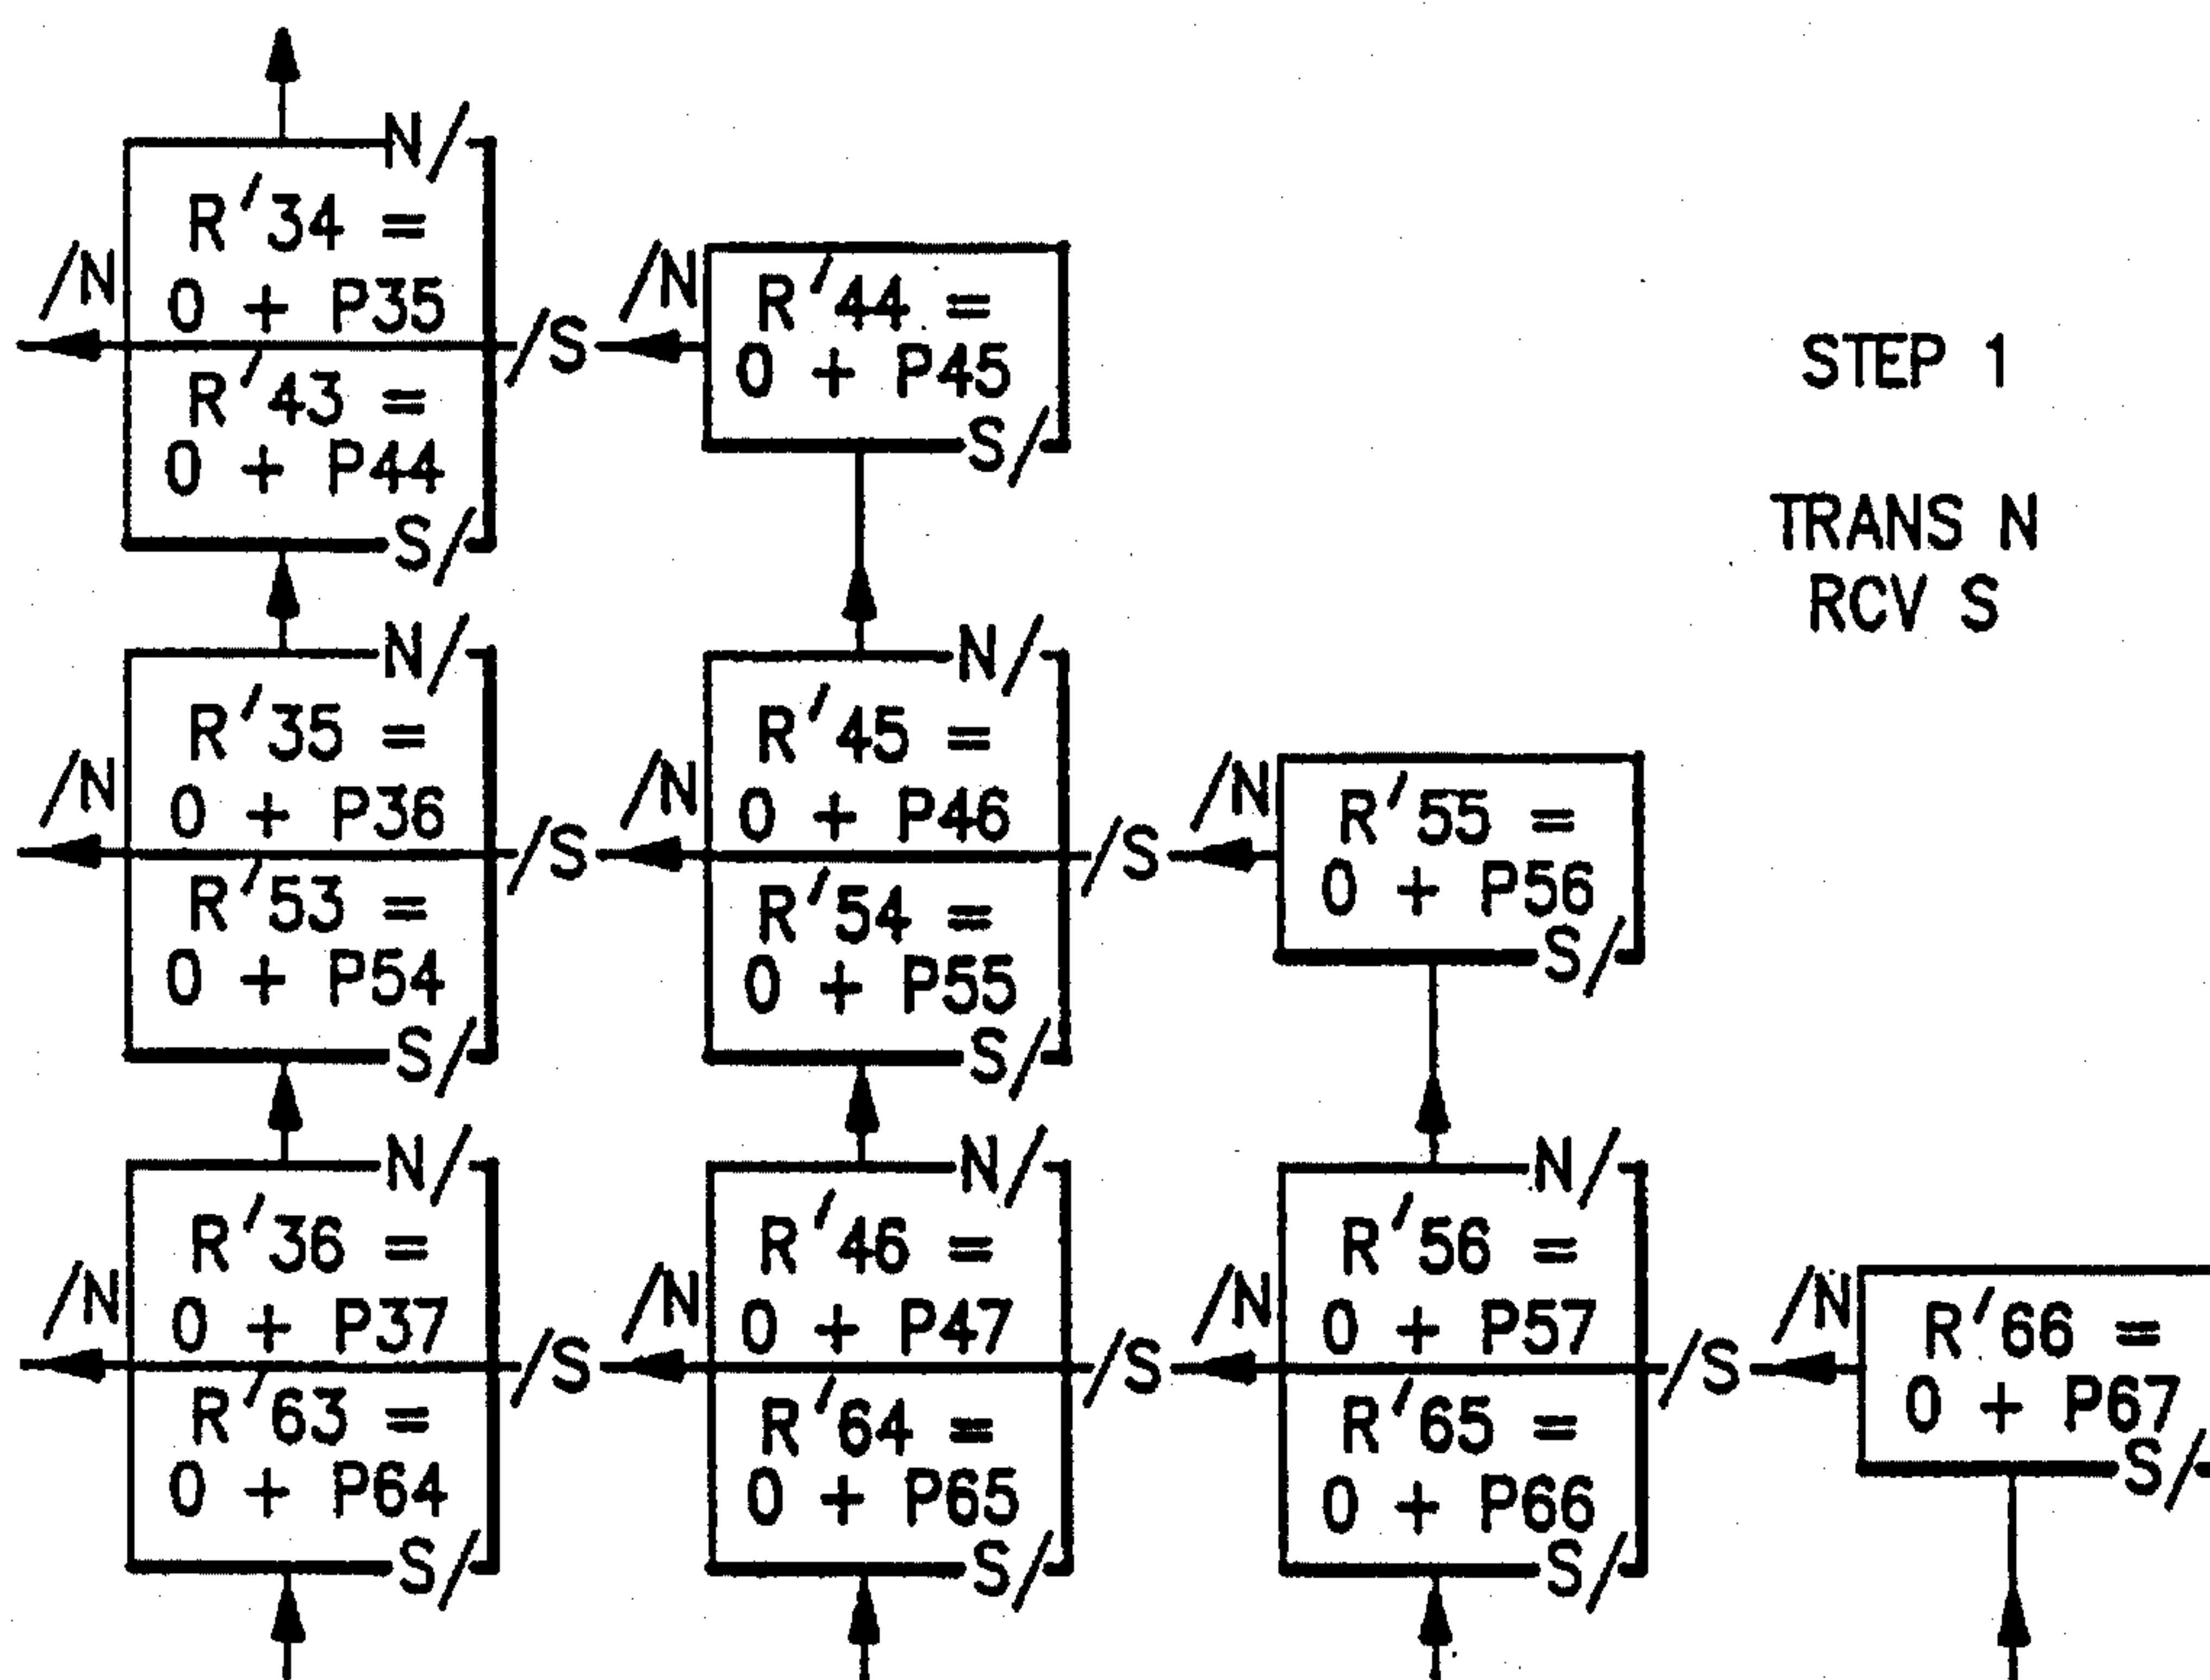 N/
R'34 =
0 + P35
/N
R'43 =
0 + P44
S/
/S
/N
R'44 =
0 + P45
S/
STEP 1
TRANS N
RCV S
N/
R'35 =
0 + P36
/N
R'53 =
0 + P54
S/
/S
N/
R'45 =
0 + P46
/N
R'54 =
0 + P55
S/
/S
/N
R'55 =
0 + P56
S/
N/
R'36 =
0 + P37
/N
R'63 =
0 + P64
S/
/S
N/
R'46 =
0 + P47
/N
R'64 =
0 + P65
S/
/S
N/
R'56 =
0 + P57
/N
R'65 =
0 + P66
S/
/S
/N
R'66 =
0 + P67
S/